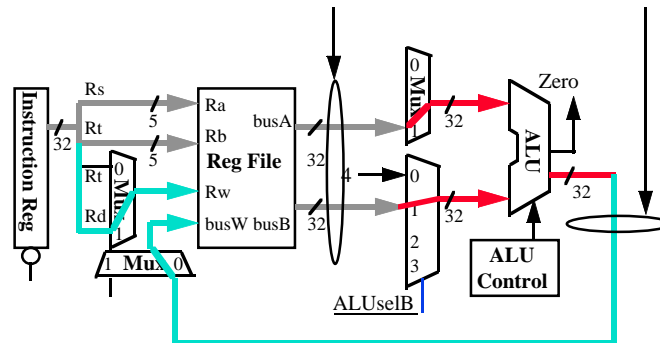 Instruction Reg
32
Rs
5
Rt
5
Rt
0
Mux
Rd
1
Ra
Rb
Reg File
Rw
busW
busA
busB
1
Mux
0
32
32
4
0
Mux
1
32
0
1
2
3
32
ALUselB
ALU
Zero
32
ALU
Control